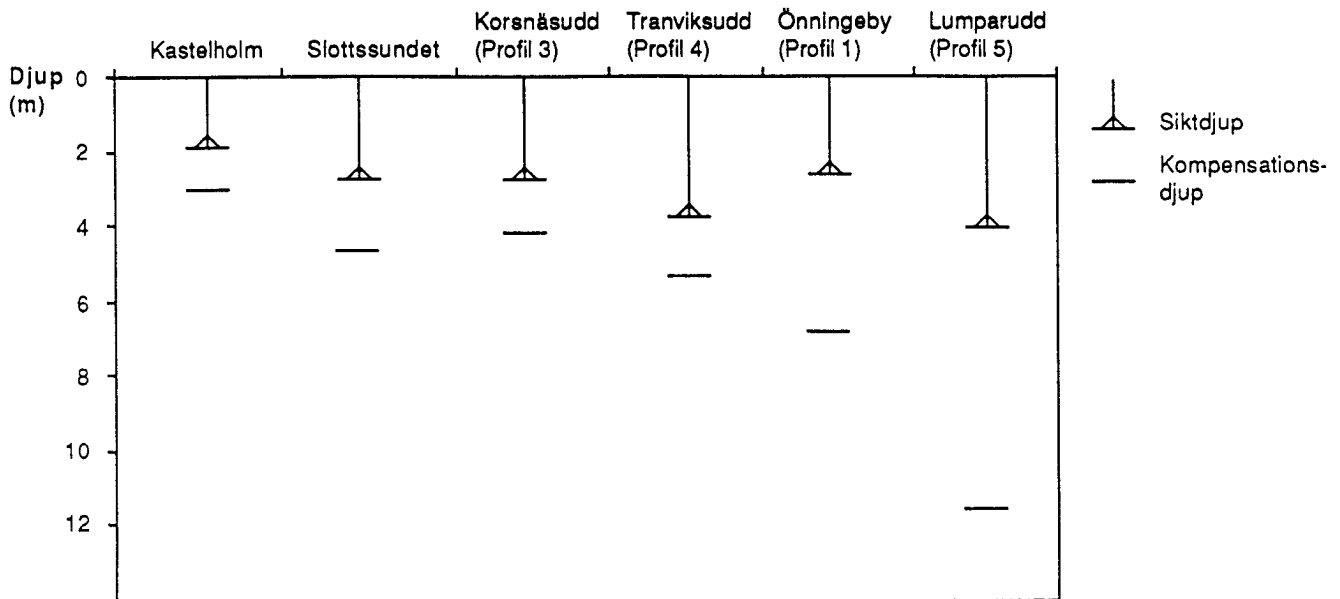 Kastelholm
Slottssundet
Korsnäsudd
(Profil 3)
Tranviksudd
(Profil 4)
Önningeby
(Profil 1)
Lumparudd
(Profil 5)
Djup
(m)
0
2
4
6
8
10
12
Siktdjup
Kompensations-
djup